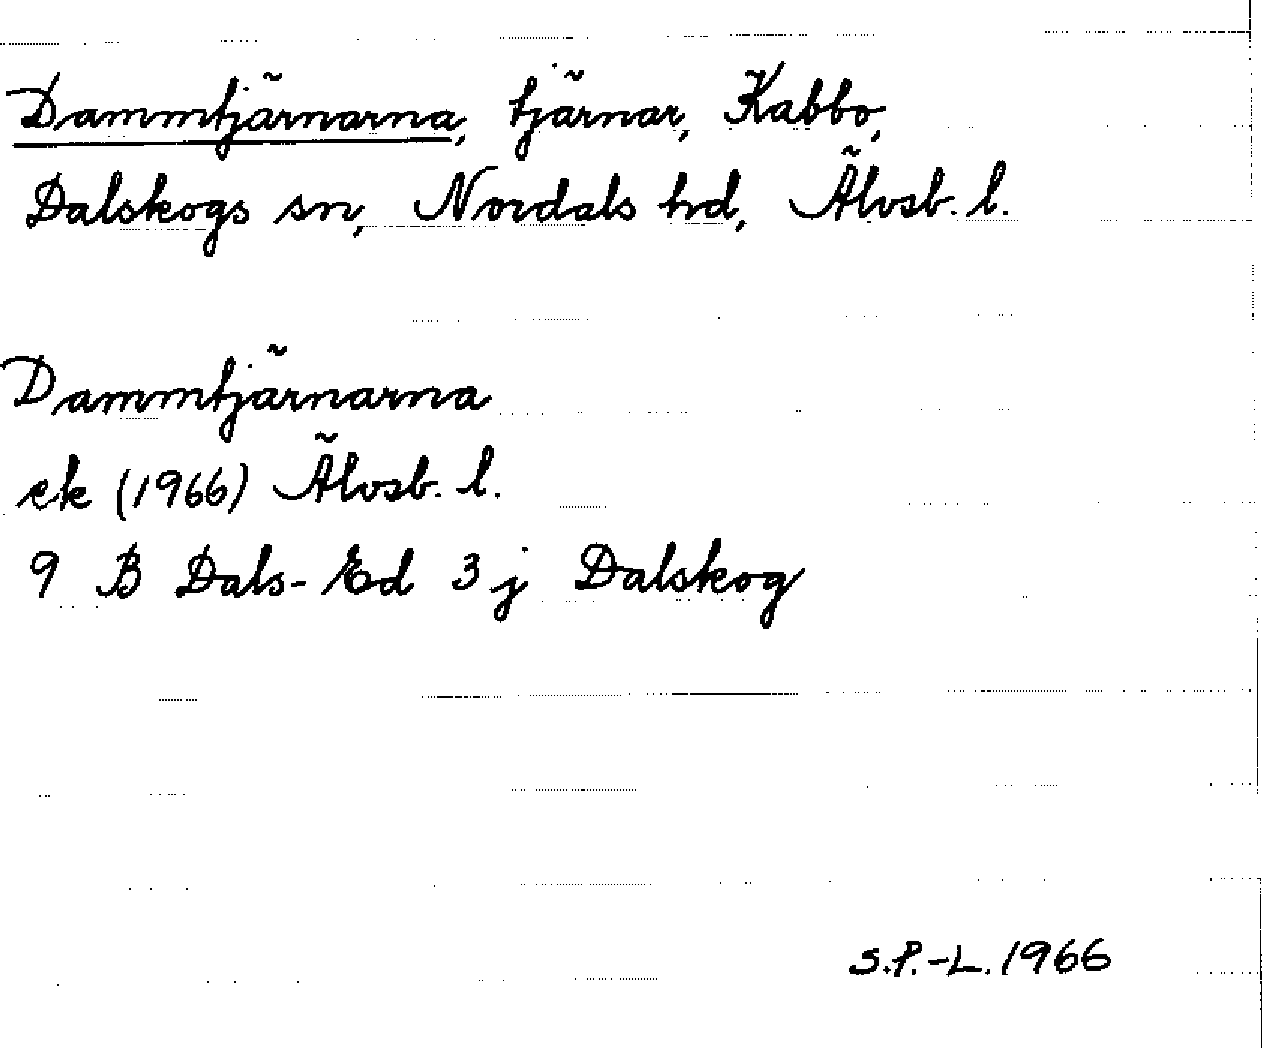 Dammtjärnarna, tjärnar, Kabbo,
Dalskogs sn, Nordals hd, Älvsb. l.
Dammtjärnarna
ek (1966) Älvsb. l.
9 B Dals-Ed 3 j Dalskog
S.P.-L. 1966